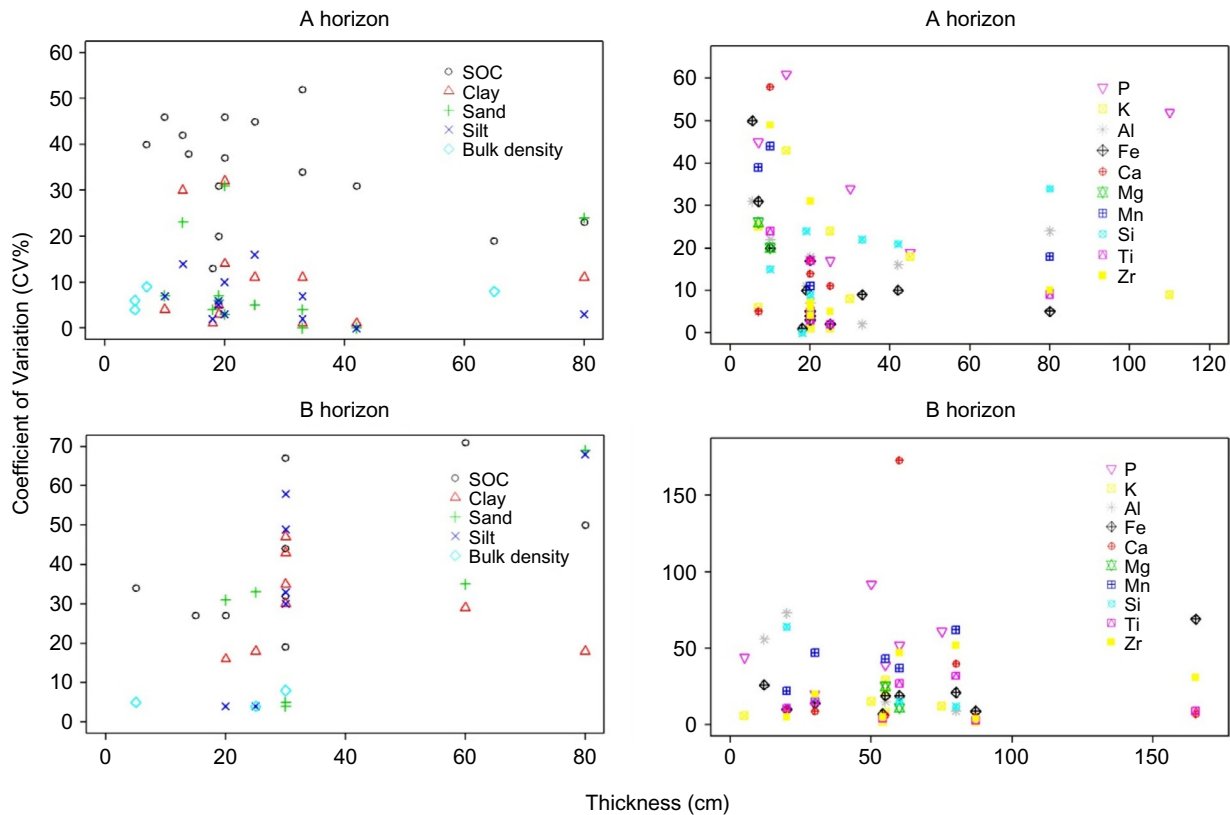 A horizon
60
50
40
30
20
10
0
0 20 40 60 80
SOC
Clay
Sand
Silt
Bulk density
A horizon
60
50
40
30
20
10
0
0 20 40 60 80 100 120
P
K
Al
Fe
Ca
Mg
Mn
Si
Ti
Zr
Coefficient of Variation (CV%)
B horizon
70
60
50
40
30
20
10
0
0 20 40 60 80
SOC
Clay
Sand
Silt
Bulk density
B horizon
150
100
50
0
0 50 100 150
P
K
Al
Fe
Ca
Mg
Mn
Si
Ti
Zr
Thickness (cm)